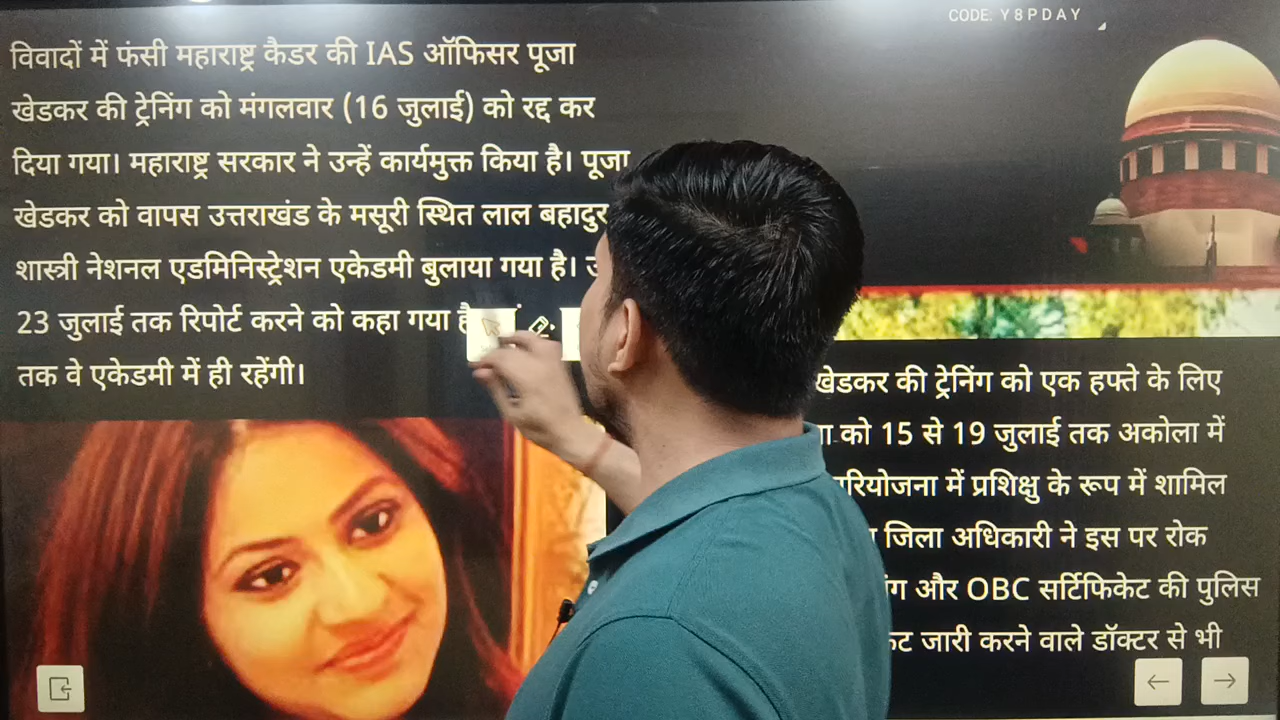 CODE: Y8PDAY
विवादों में फंसी महाराष्ट्र कैडर की IAS ऑफिसर पूजा
खेडकर की ट्रेनिंग को मंगलवार (16 जुलाई) को रद्द कर
दिया गया। महाराष्ट्र सरकार ने उन्हें कार्यमुक्त किया है। पूजा
खेडकर को वापस उत्तराखंड के मसूरी स्थित लाल बहादुर
शास्त्री नेशनल एडमिनिस्ट्रेशन एकेडमी बुलाया गया है।
23 जुलाई तक रिपोर्ट करने को कहा गया
तक वे एकेडमी में ही रहेंगी।
खेडकर की ट्रेनिंग को एक हफ्ते के लिए
को 15 से 19 जुलाई तक अकोला में
में प्रशिक्षु के रूप में शामिल
जिला अधिकारी ने इस पर रोक
और OBC सर्टिफिकेट की पुलिस
जारी करने वाले डॉक्टर से भी